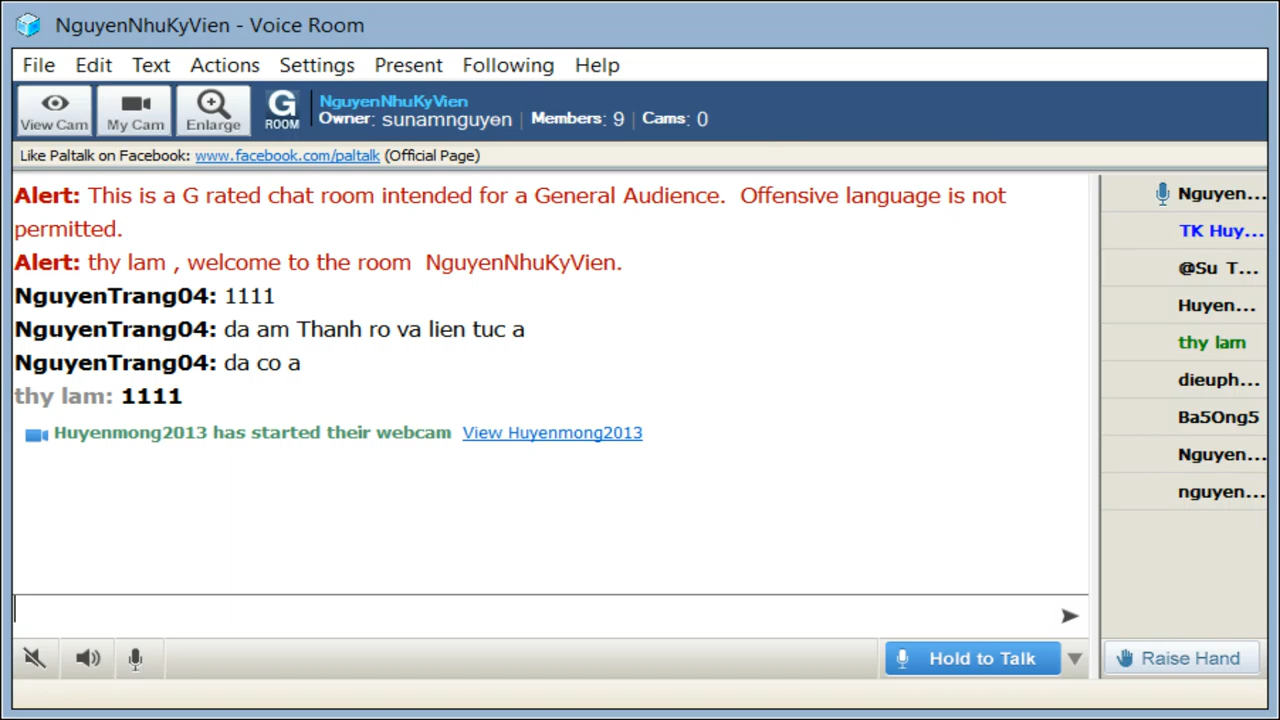 NguyenNhuKyVien - Voice Room
File Edit Text Actions Settings Present Following Help
View Cam My Cam Enlarge G ROOM
NguyenNhuKyVien
Owner: sunamnguyen | Members: 9 | Cams: 0
Like Paltalk on Facebook: www.facebook.com/paltalk (Official Page)
Alert: This is a G rated chat room intended for a General Audience. Offensive language is not
permitted.
Alert: thy lam , welcome to the room NguyenNhuKyVien.
NguyenTrang04: 1111
NguyenTrang04: da am Thanh ro va lien tuc a
NguyenTrang04: da co a
thy lam: 1111
Huyenmong2013 has started their webcam View Huyenmong2013
Nguyen...
TK Huy...
@Su T...
Huyen...
thy lam
dieuph...
Ba5Ong5
Nguyen...
nguyen...
Hold to Talk
Raise Hand